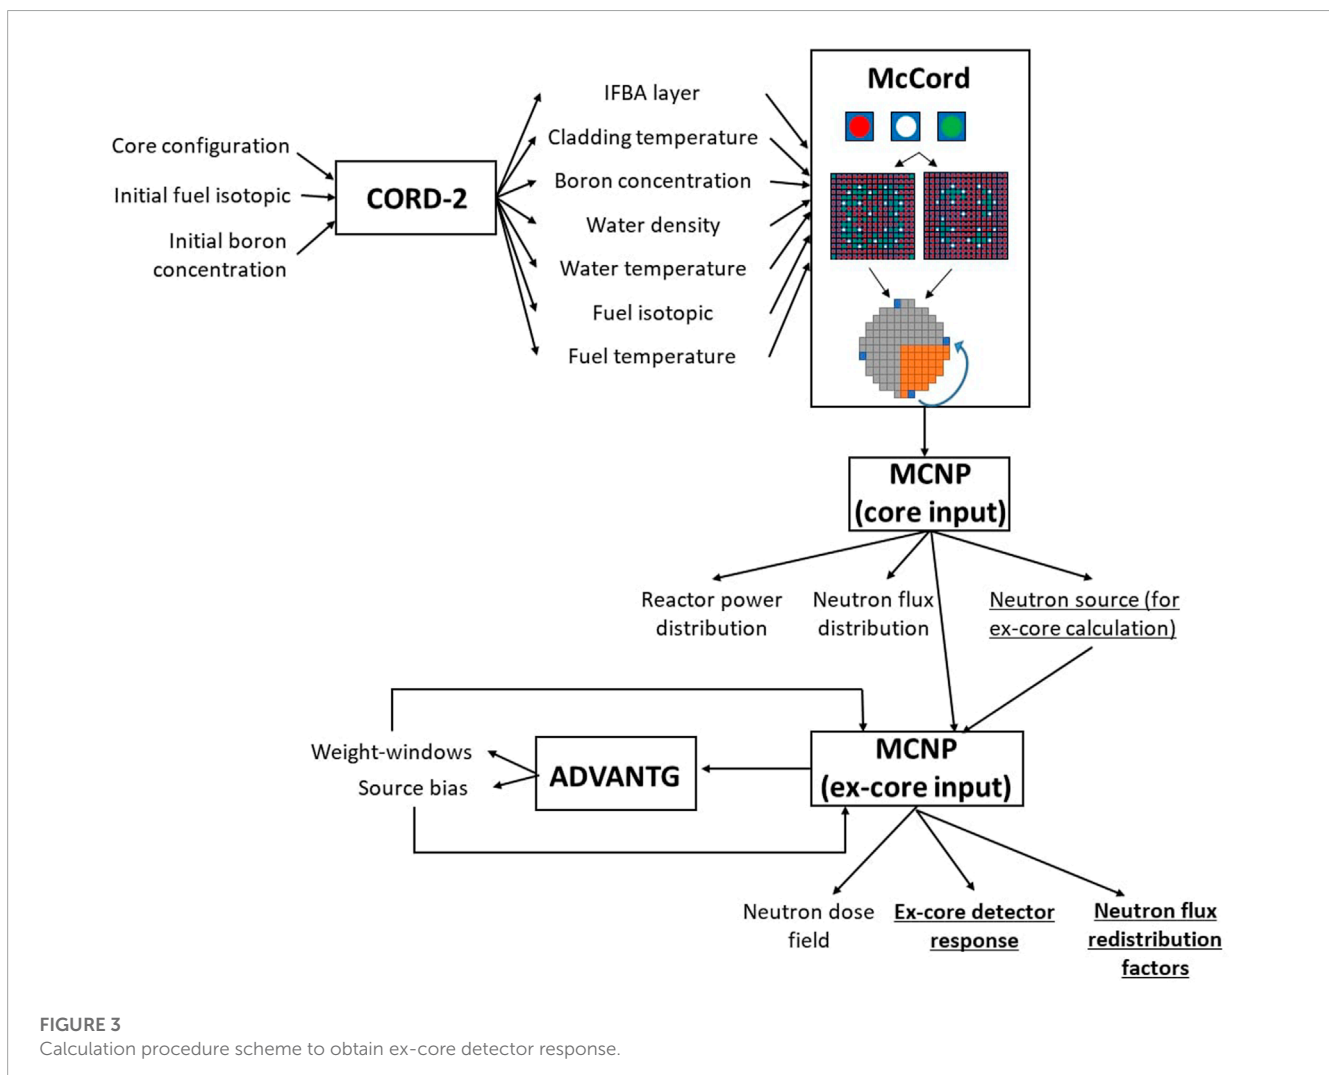 Core configuration
Initial fuel isotopic
Initial boron
concentration
CORD-2
IFBA layer
Cladding temperature
Boron concentration
Water density
Water temperature
Fuel isotopic
Fuel temperature
McCord
MCNP
(core input)
Reactor power
distribution
Neutron flux
distribution
Neutron source (for
ex-core calculation)
Weight-windows
Source bias
ADVANTG
MCNP
(ex-core input)
Neutron dose
field
Ex-core detector
response
Neutron flux
redistribution
factors
FIGURE 3
Calculation procedure scheme to obtain ex-core detector response.